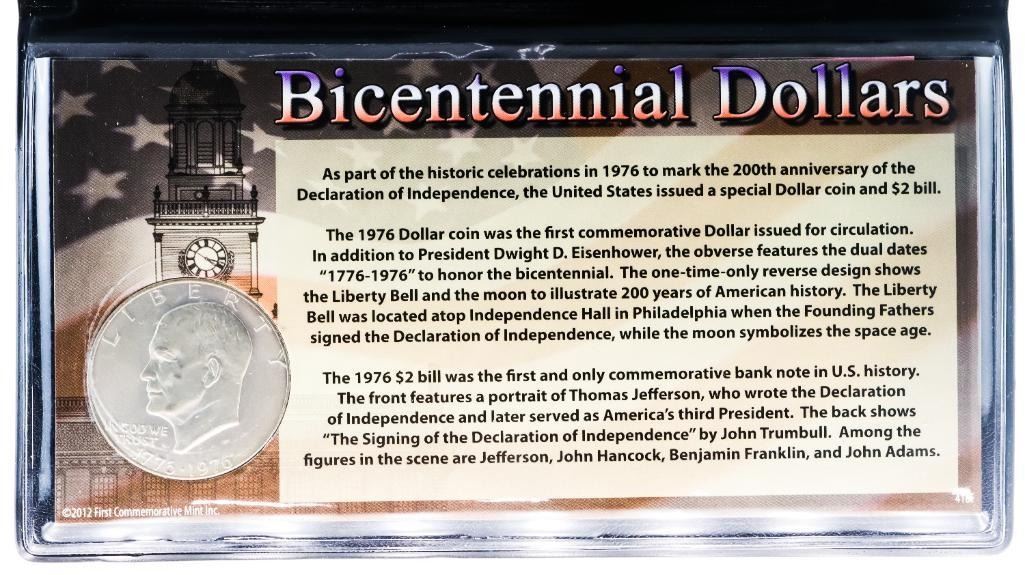 Bicentennial Dollars
As part of the historic celebrations in 1976 to mark the 200th anniversary of the
Declaration of Independence, the United States issued a special Dollar coin and $2 bill.
The 1976 Dollar coin was the first commemorative Dollar issued for circulation.
In addition to President Dwight D. Eisenhower, the obverse features the dual dates
“1776-1976” to honor the bicentennial. The one-time-only reverse design shows
the Liberty Bell and the moon to illustrate 200 years of American history. The Liberty
Bell was located atop Independence Hall in Philadelphia when the Founding Fathers
signed the Declaration of Independence, while the moon symbolizes the space age.
The 1976 $2 bill was the first and only commemorative bank note in U.S. history.
The front features a portrait of Thomas Jefferson, who wrote the Declaration
of Independence and later served as America's third President. The back shows
“The Signing of the Declaration of Independence” by John Trumbull. Among the
figures in the scene are Jefferson, John Hancock, Benjamin Franklin, and John Adams.
LIBERTY
GOD WE
TRUST
1776-1976
©2012 First Commemorative Mint Inc.